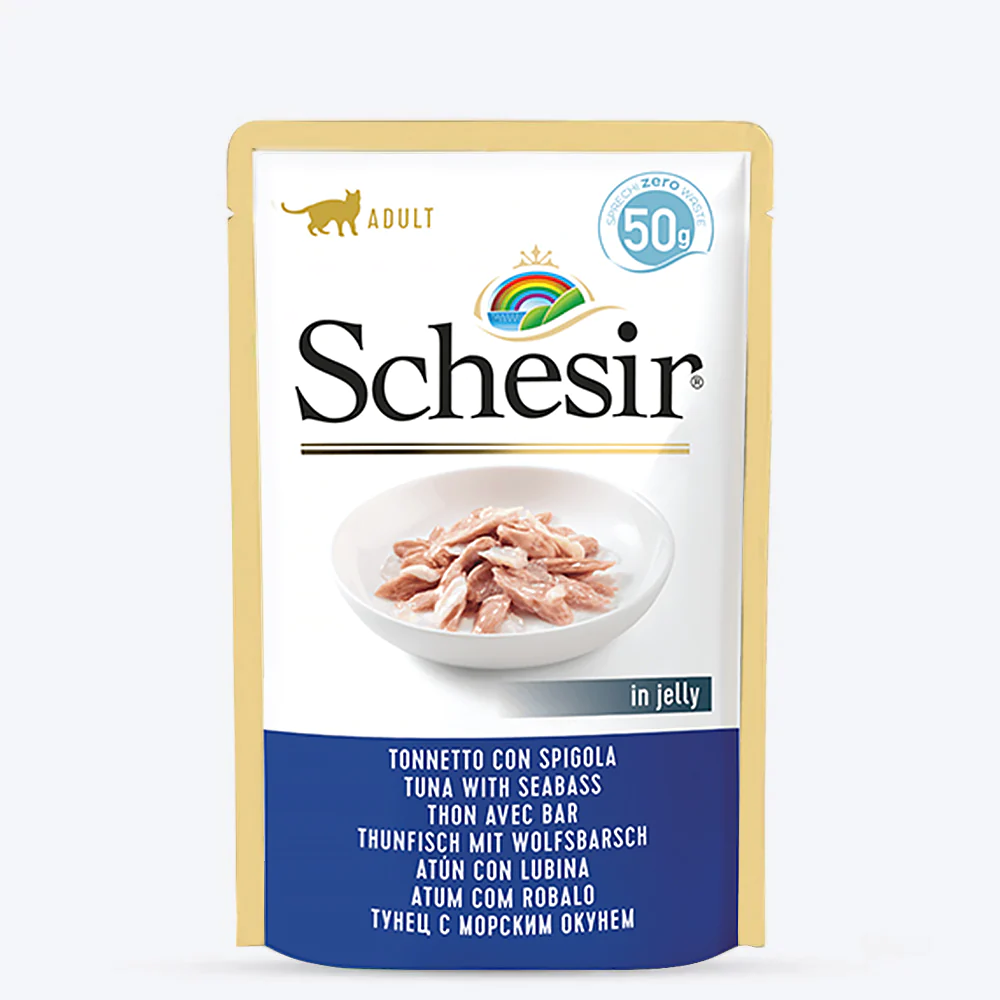 ADULT
SPRECHI zero WASTE
50g
Schesir®
in jelly
TONNETTO CON SPIGOLA
TUNA WITH SEABASS
THON AVEC BAR
THUNFISCH MIT WOLFSBARSCH
ATÚN CON LUBINA
ATUM COM ROBALO
ТУНЕЦ С МОРСКИМ ОКУНЕМ